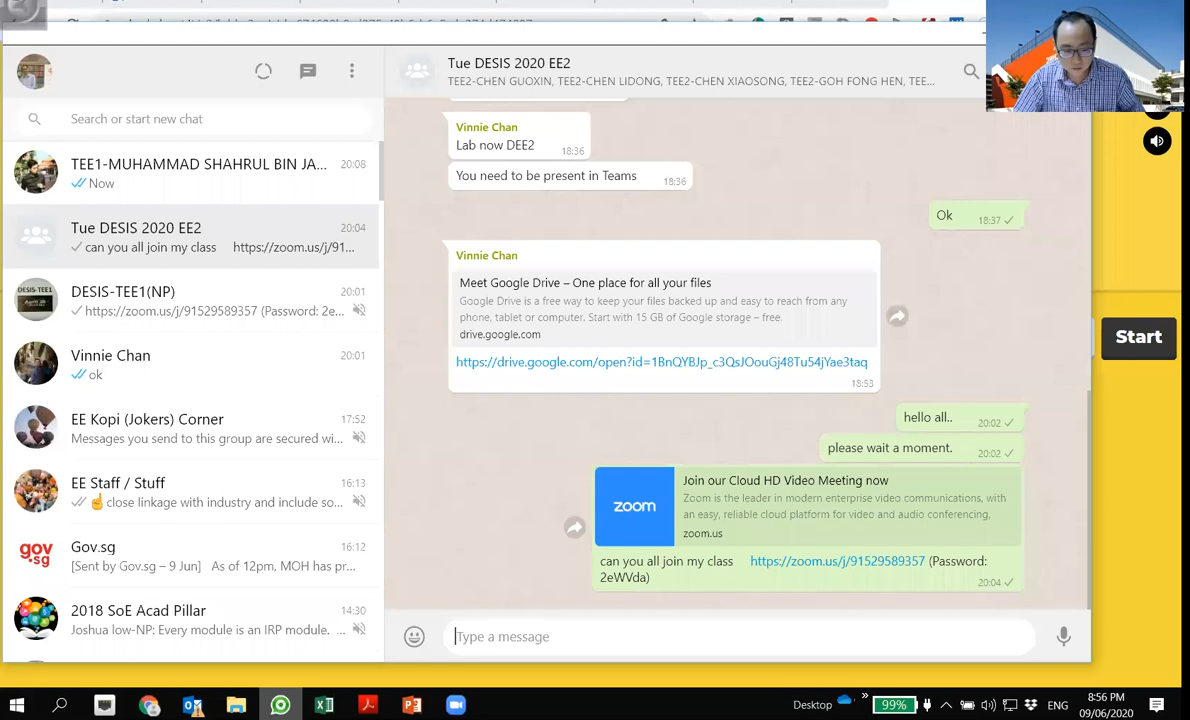 Search or start new chat
TEE1-MUHAMMAD SHAHRUL BIN JA...
20:08
Now
Tue DESIS 2020 EE2
20:04
can you all join my class https://zoom.us/j/91...
DESIS-TEE1(NP)
20:01
https://zoom.us/j/91529589357 (Password: 2e...
Vinnie Chan
20:01
ok
EE Kopi (Jokers) Corner
17:52
Messages you send to this group are secured wi...
EE Staff / Stuff
16:13
☝ close linkage with industry and include so...
gov.sg
Gov.sg
16:12
[Sent by Gov.sg – 9 Jun] As of 12pm, MOH has pr...
2018 SoE Acad Pillar
14:30
Joshua low-NP: Every module is an IRP module. ...
Tue DESIS 2020 EE2
TEE2-CHEN GUOXIN, TEE2-CHEN LIDONG, TEE2-CHEN XIAOSONG, TEE2-GOH FONG HEN, TEE...
Vinnie Chan
Lab now DEE2
18:36
You need to be present in Teams
18:36
Ok
18:37
Vinnie Chan
Meet Google Drive – One place for all your files
Google Drive is a free way to keep your files backed up and easy to reach from any
phone, tablet or computer. Start with 15 GB of Google storage – free.
drive.google.com
https://drive.google.com/open?id=1BnQYBJp_c3QsJOouGj48Tu54jYae3taq
18:53
hello all..
20:02
please wait a moment.
20:02
zoom
Join our Cloud HD Video Meeting now
Zoom is the leader in modern enterprise video communications, with
an easy, reliable cloud platform for video and audio conferencing,
zoom.us
can you all join my class https://zoom.us/j/91529589357 (Password:
2eWVda)
20:04
Type a message
Start
Desktop
99%
ENG
8:56 PM
09/06/2020